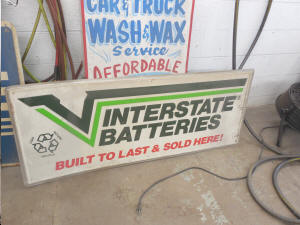 CAR & TRUCK
WASH & WAX
Service
AFFORDABLE
INTERSTATE
BATTERIES
BUILT TO LAST & SOLD HERE!